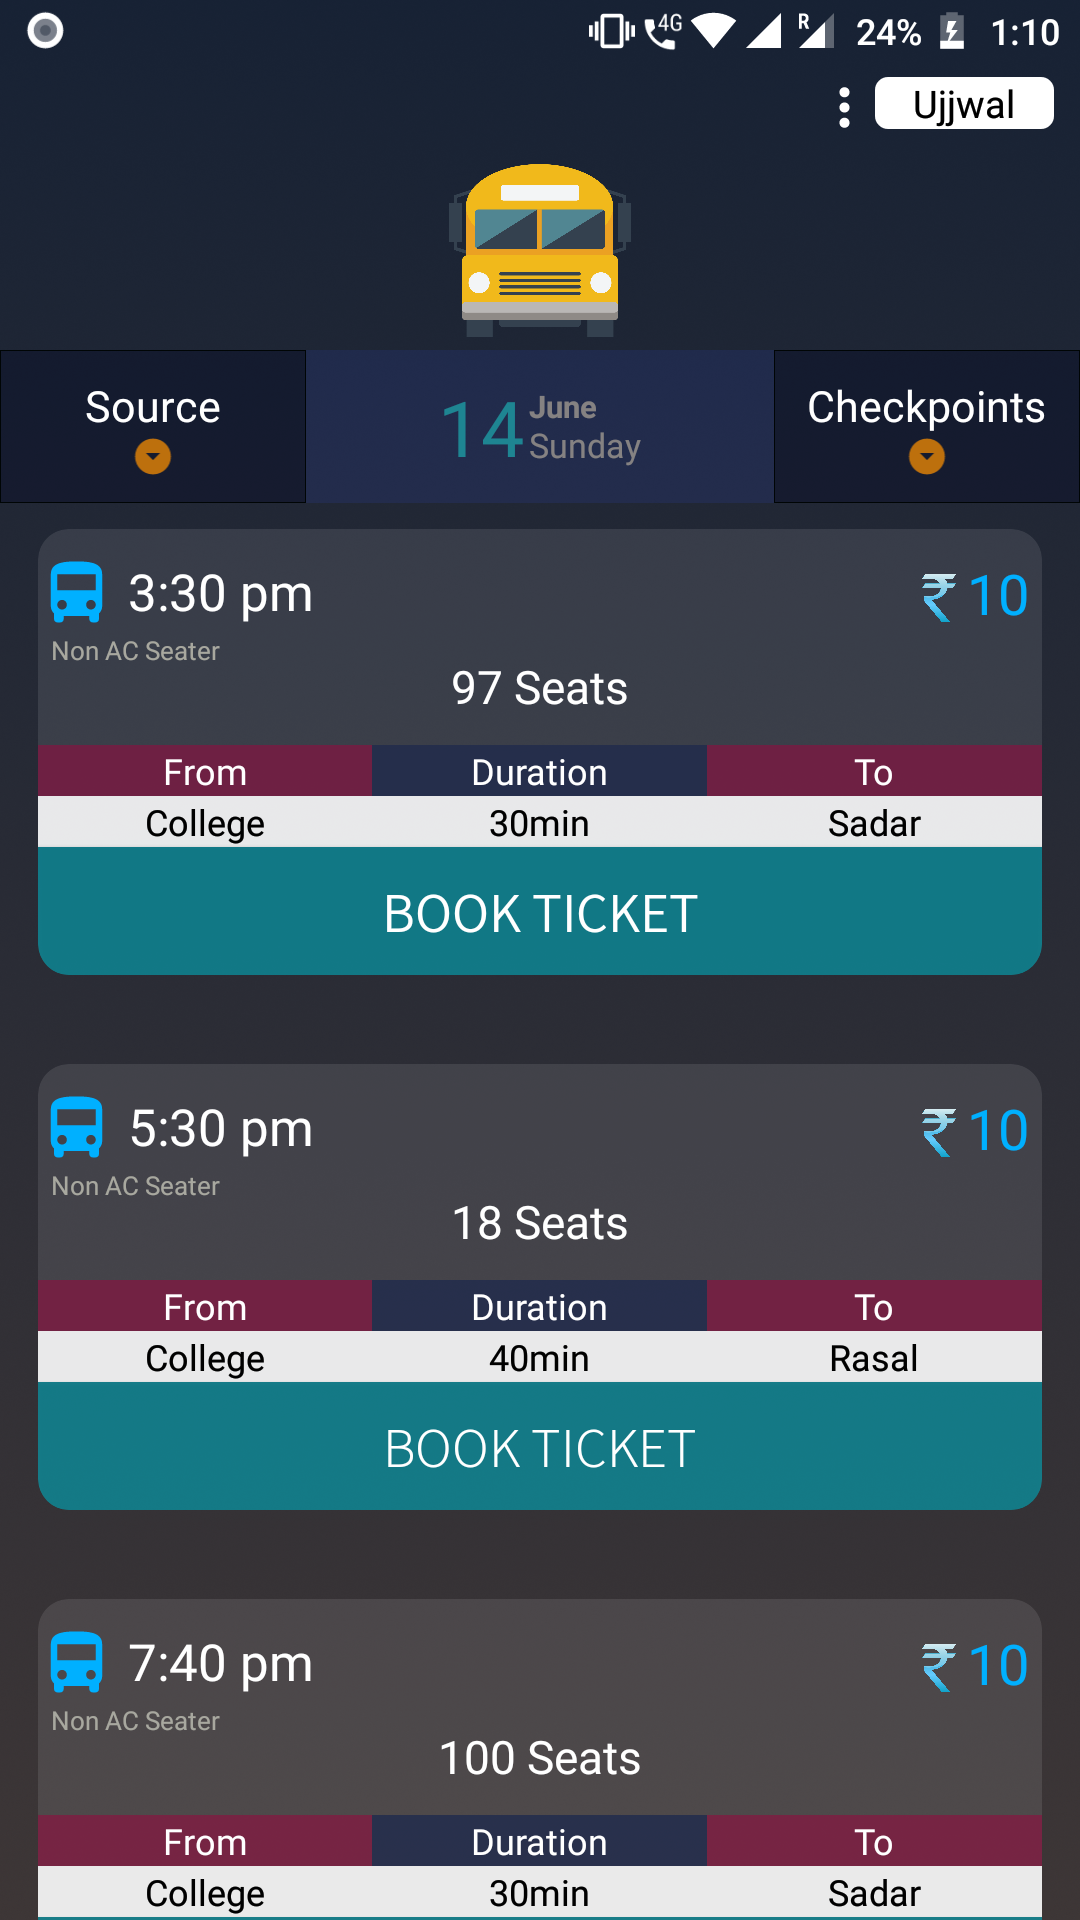 4G R 24% 1:10
Ujjwal
Source 14 June Sunday Checkpoints
3:30 pm ₹ 10
Non AC Seater
97 Seats
From Duration To
College 30min Sadar
BOOK TICKET
5:30 pm ₹ 10
Non AC Seater
18 Seats
From Duration To
College 40min Rasal
BOOK TICKET
7:40 pm ₹ 10
Non AC Seater
100 Seats
From Duration To
College 30min Sadar